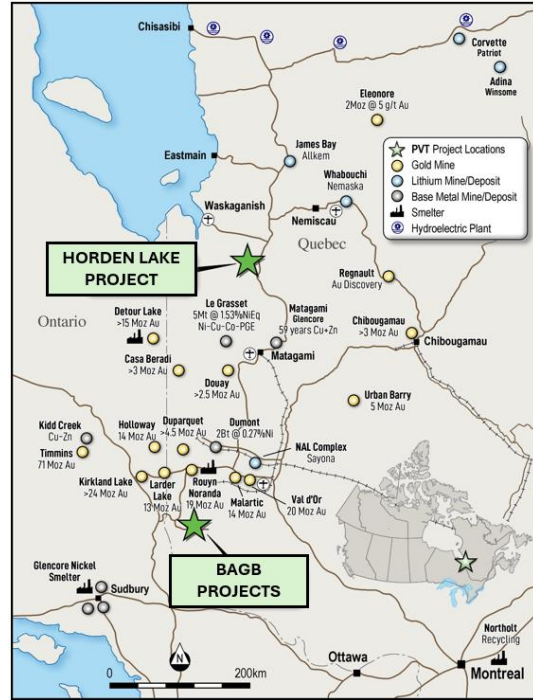 Chisasibi
Corvette
Patriot
Adina
Winsome
Eleonore
2Moz @ 5 g/t Au
PVT Project Locations
Gold Mine
Lithium Mine/Deposit
Base Metal Mine/Deposit
Smelter
Hydroelectric Plant
James Bay
Allkem
Eastmain
Whabouchi
Nemaska
Waskaganish
Nemiscau
Quebec
HORDEN LAKE
PROJECT
Regnault
Au Discovery
Ontario
Detour Lake
>15 Moz Au
Le Grasset
5Mt @ 1.53%NiEq
Ni-Cu-Co-PGE
Matagami
Glencore
59 years Cu+Zn
Chibougamau
>3 Moz Au
Chibougamau
Matagami
Casa Beradi
>3 Moz Au
Douay
>2.5 Moz Au
Urban Barry
5 Moz Au
Kidd Creek
Cu-Zn
Timmins
71 Moz Au
Holloway
14 Moz Au
Duparquet
>4.5 Moz Au
Dumont
2Bt @ 0.27%Ni
NAL Complex
Sayona
Kirkland Lake
>24 Moz Au
Larder
Lake
13 Moz Au
Rouyn
Noranda
19 Moz Au
Malartic
14 Moz Au
Val d'Or
20 Moz Au
BAGB
PROJECTS
Glencore Nickel
Smelter
Sudbury
Northolt
Recycling
N
0
200km
Ottawa
Montreal